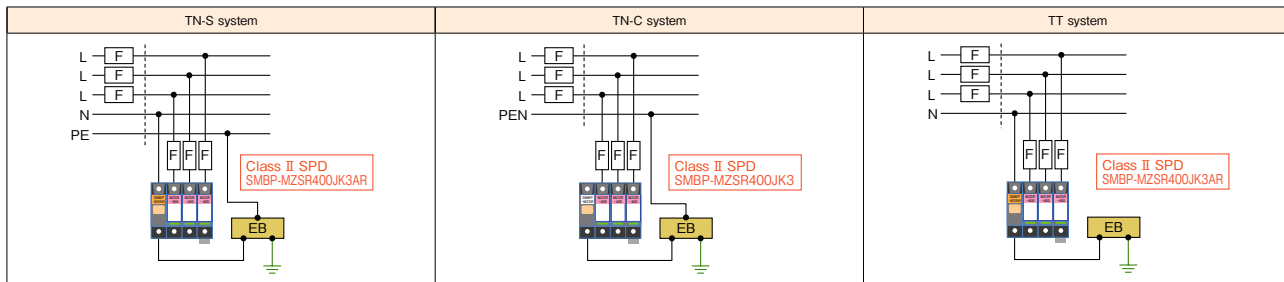 TN-S system
L F
L F
L F
N
PE
F F F
Class Ⅱ SPD
SMBP-MZSR400JK3AR
EB
TN-C system
L F
L F
L F
PEN
F F F
Class Ⅱ SPD
SMBP-MZSR400JK3
EB
TT system
L F
L F
L F
N
F F F
Class Ⅱ SPD
SMBP-MZSR400JK3AR
EB